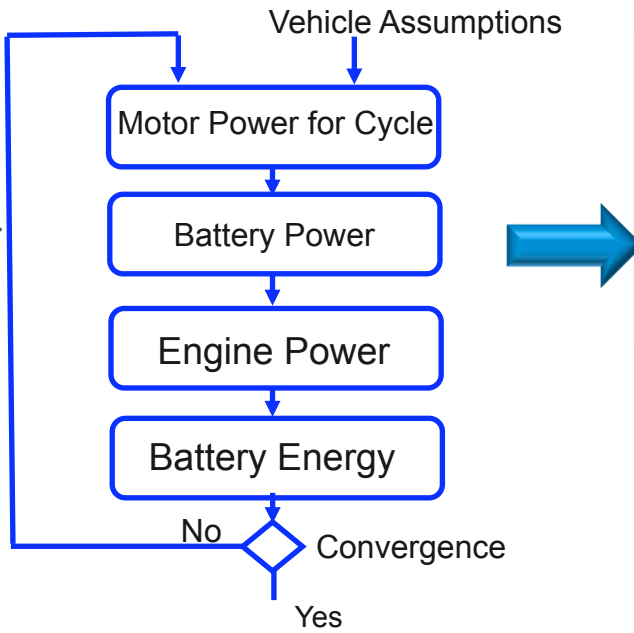 Vehicle Assumptions
Motor Power for Cycle
Battery Power
Engine Power
Battery Energy
No
Convergence
Yes